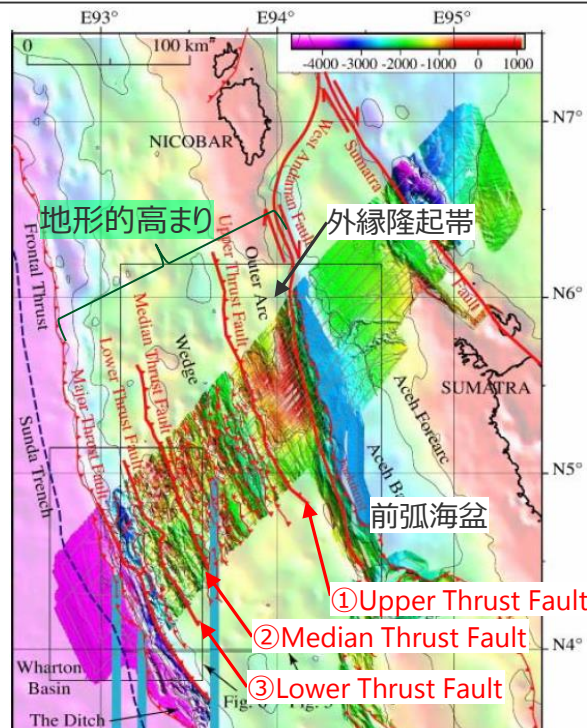 E93° E94° E95°
0 100 km
-4000 -3000 -2000 -1000 0 1000
N7°
NICOBAR
West Andaman Fault
Sumatra
Fault
地形的高まり
外縁隆起帯
Frontal Thrust
Upper Thrust Fault
Outer Arc
N6°
Median Thrust Fault
Wedge
Lower Thrust Fault
Major Thrust Fault
SUMATRA
Aceh Forearc
Sunda Trench
N5°
Aceh
前弧海盆
①Upper Thrust Fault
②Median Thrust Fault
N4°
③Lower Thrust Fault
Wharton
Basin
The Ditch
Fig.